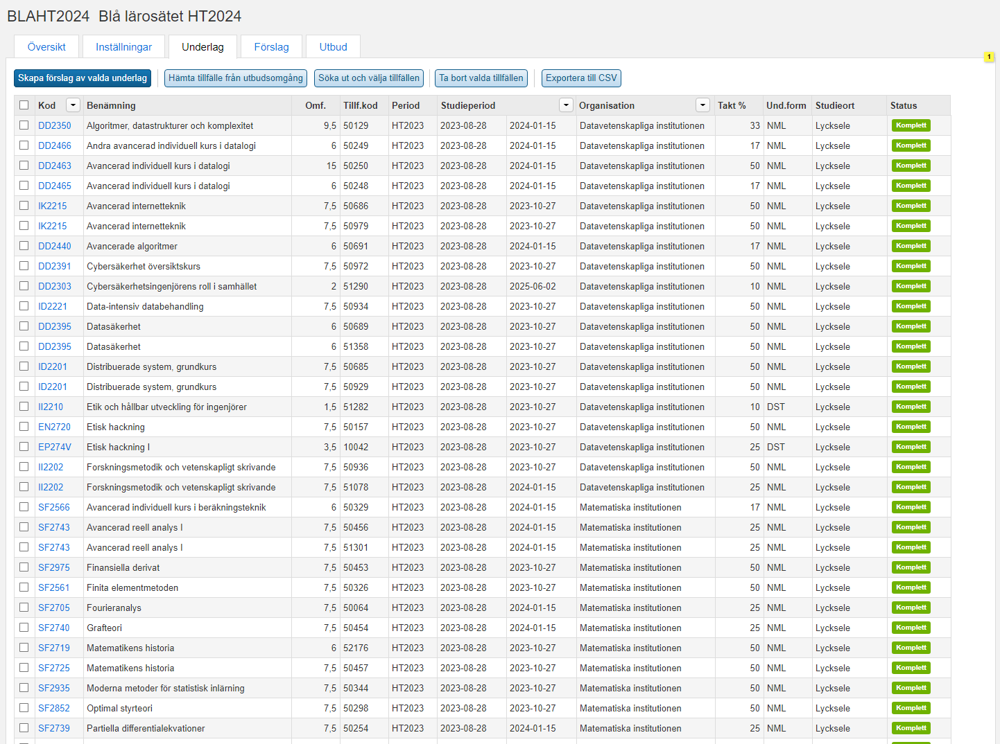 BLAHT2024 Blå lärosätet HT2024
Översikt Inställningar Underlag Förslag Utbud
1
Skapa förslag av valda underlag Hämta tillfälle från utbudsomgång Söka ut och välja tillfällen Ta bort valda tillfällen Exportera till CSV
Kod Benämning Omf. Tillf.kod Period Studieperiod Organisation Takt % Und.form Studieort Status
DD2350 Algoritmer, datastrukturer och komplexitet 9,5 50129 HT2023 2023-08-28 2024-01-15 Datavetenskapliga institutionen 33 NML Lycksele Komplett
DD2466 Andra avancerad individuell kurs i datalogi 6 50249 HT2023 2023-08-28 2024-01-15 Datavetenskapliga institutionen 17 NML Lycksele Komplett
DD2463 Avancerad individuell kurs i datalogi 15 50250 HT2023 2023-08-28 2024-01-15 Datavetenskapliga institutionen 50 NML Lycksele Komplett
DD2465 Avancerad individuell kurs i datalogi 6 50248 HT2023 2023-08-28 2024-01-15 Datavetenskapliga institutionen 17 NML Lycksele Komplett
IK2215 Avancerad internetteknik 7,5 50686 HT2023 2023-08-28 2023-10-27 Datavetenskapliga institutionen 50 NML Lycksele Komplett
IK2215 Avancerad internetteknik 7,5 50979 HT2023 2023-08-28 2023-10-27 Datavetenskapliga institutionen 50 NML Lycksele Komplett
DD2440 Avancerade algoritmer 6 50691 HT2023 2023-08-28 2024-01-15 Datavetenskapliga institutionen 17 NML Lycksele Komplett
DD2391 Cybersäkerhet översiktskurs 7,5 50972 HT2023 2023-08-28 2023-10-27 Datavetenskapliga institutionen 50 NML Lycksele Komplett
DD2303 Cybersäkerhetsingenjörens roll i samhället 2 51290 HT2023 2023-08-28 2025-06-02 Datavetenskapliga institutionen 10 NML Lycksele Komplett
ID2221 Data-intensiv databehandling 7,5 50934 HT2023 2023-08-28 2023-10-27 Datavetenskapliga institutionen 50 NML Lycksele Komplett
DD2395 Datasäkerhet 6 50689 HT2023 2023-08-28 2023-10-27 Datavetenskapliga institutionen 50 NML Lycksele Komplett
DD2395 Datasäkerhet 6 51358 HT2023 2023-08-28 2023-10-27 Datavetenskapliga institutionen 50 NML Lycksele Komplett
ID2201 Distribuerade system, grundkurs 7,5 50685 HT2023 2023-08-28 2023-10-27 Datavetenskapliga institutionen 50 NML Lycksele Komplett
ID2201 Distribuerade system, grundkurs 7,5 50929 HT2023 2023-08-28 2023-10-27 Datavetenskapliga institutionen 50 NML Lycksele Komplett
II2210 Etik och hållbar utveckling för ingenjörer 1,5 51282 HT2023 2023-08-28 2023-10-27 Datavetenskapliga institutionen 10 DST Lycksele Komplett
EN2720 Etisk hackning 7,5 50157 HT2023 2023-08-28 2023-10-27 Datavetenskapliga institutionen 50 NML Lycksele Komplett
EP274V Etisk hackning I 3,5 10042 HT2023 2023-08-28 2023-10-27 Datavetenskapliga institutionen 25 DST Lycksele Komplett
II2202 Forskningsmetodik och vetenskapligt skrivande 7,5 50936 HT2023 2023-08-28 2023-10-27 Datavetenskapliga institutionen 50 NML Lycksele Komplett
II2202 Forskningsmetodik och vetenskapligt skrivande 7,5 51078 HT2023 2023-08-28 2024-01-15 Datavetenskapliga institutionen 25 NML Lycksele Komplett
SF2566 Avancerad individuell kurs i beräkningsteknik 6 50329 HT2023 2023-08-28 2024-01-15 Matematiska institutionen 17 NML Lycksele Komplett
SF2743 Avancerad reell analys I 7,5 50456 HT2023 2023-08-28 2024-01-15 Matematiska institutionen 25 NML Lycksele Komplett
SF2743 Avancerad reell analys I 7,5 51301 HT2023 2023-08-28 2024-01-15 Matematiska institutionen 25 NML Lycksele Komplett
SF2975 Finansiella derivat 7,5 50453 HT2023 2023-08-28 2023-10-27 Matematiska institutionen 50 NML Lycksele Komplett
SF2561 Finita elementmetoden 7,5 50326 HT2023 2023-08-28 2023-10-27 Matematiska institutionen 50 NML Lycksele Komplett
SF2705 Fourieranalys 7,5 50064 HT2023 2023-08-28 2024-01-15 Matematiska institutionen 25 NML Lycksele Komplett
SF2740 Grafteori 7,5 50454 HT2023 2023-08-28 2024-01-15 Matematiska institutionen 25 NML Lycksele Komplett
SF2719 Matematikens historia 6 52176 HT2023 2023-08-28 2023-10-27 Matematiska institutionen 50 NML Lycksele Komplett
SF2725 Matematikens historia 7,5 50457 HT2023 2023-08-28 2023-10-27 Matematiska institutionen 50 NML Lycksele Komplett
SF2935 Moderna metoder för statistisk inlärning 7,5 50344 HT2023 2023-08-28 2023-10-27 Matematiska institutionen 50 NML Lycksele Komplett
SF2852 Optimal styrteori 7,5 50298 HT2023 2023-08-28 2023-10-27 Matematiska institutionen 50 NML Lycksele Komplett
SF2739 Partiella differentialekvationer 7,5 50254 HT2023 2023-08-28 2024-01-15 Matematiska institutionen 25 NML Lycksele Komplett